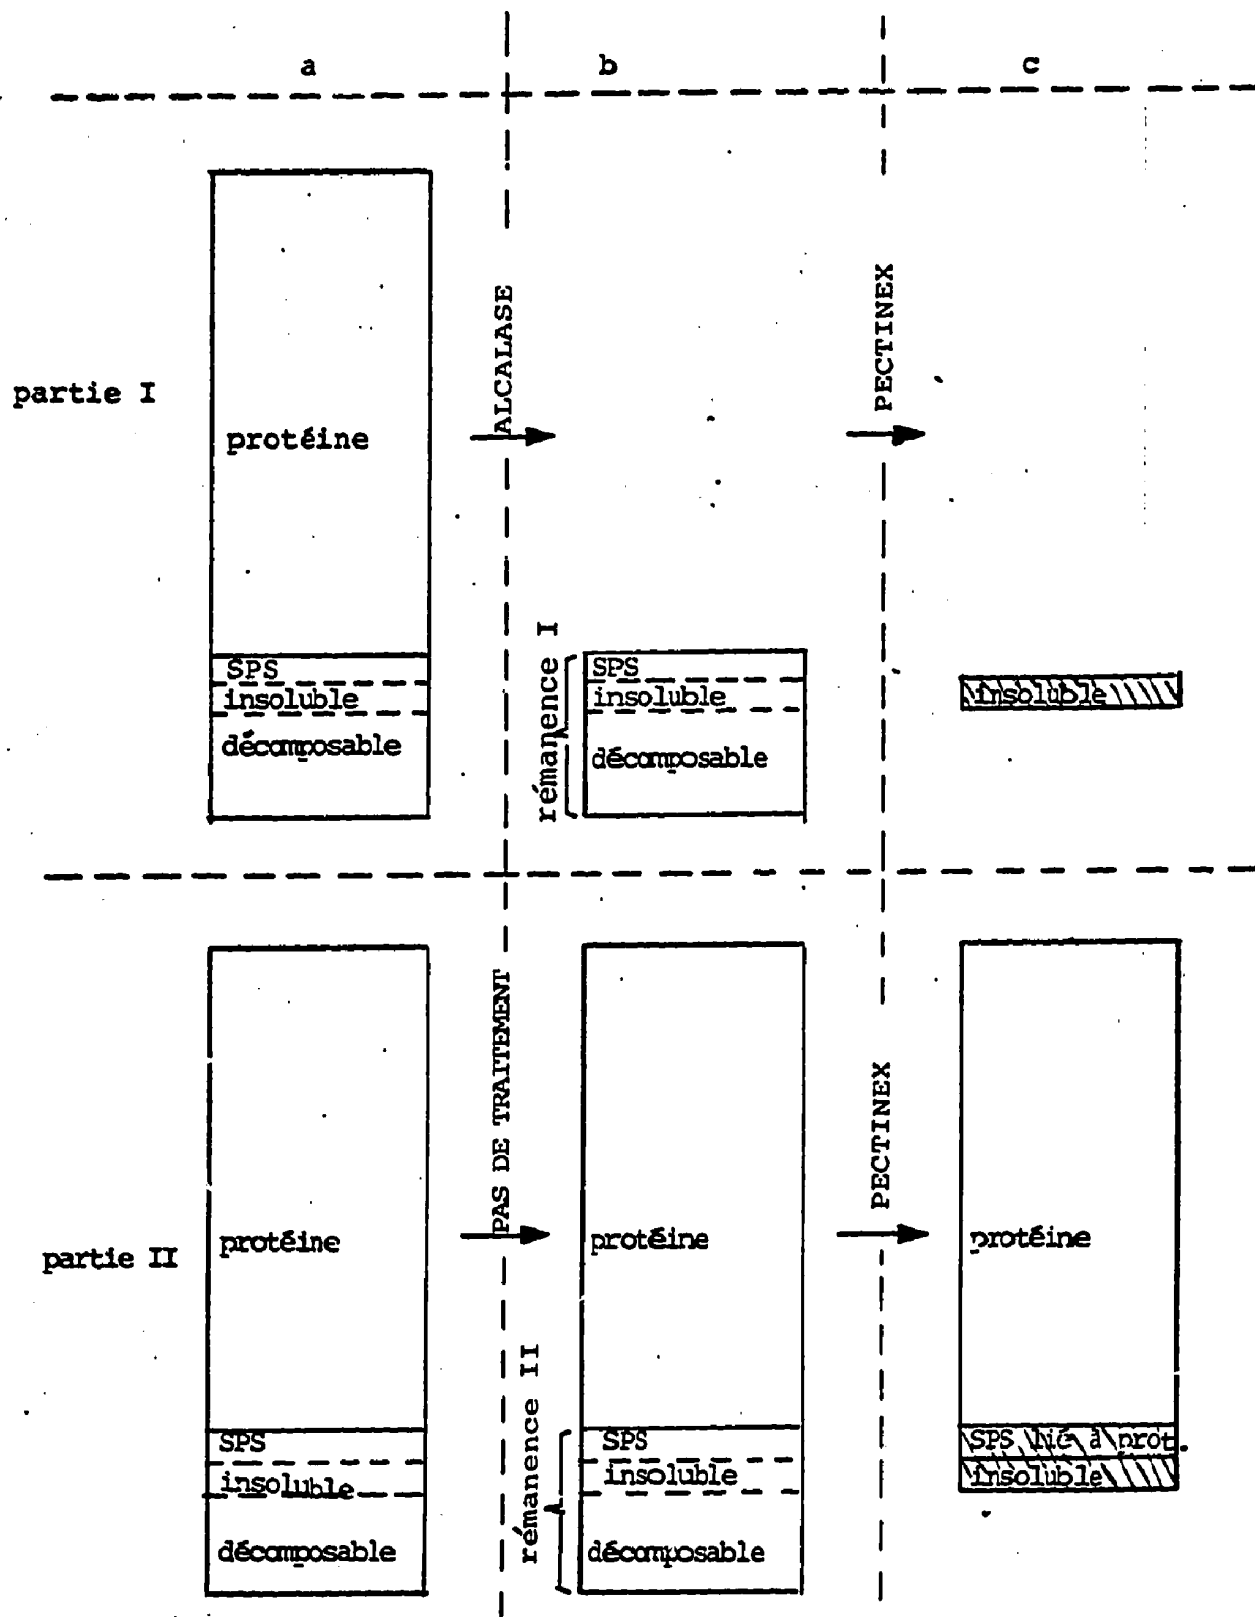 a
b
c
partie I
protéine
SPS
insoluble
décomposable
ALCALASE
rémanence I
SPS
insoluble
décomposable
PECTINEX
insoluble
partie II
protéine
SPS
insoluble
décomposable
PAS DE TRAITEMENT
rémanence II
protéine
SPS
insoluble
décomposable
PECTINEX
protéine
SPS lié à prot.
insoluble